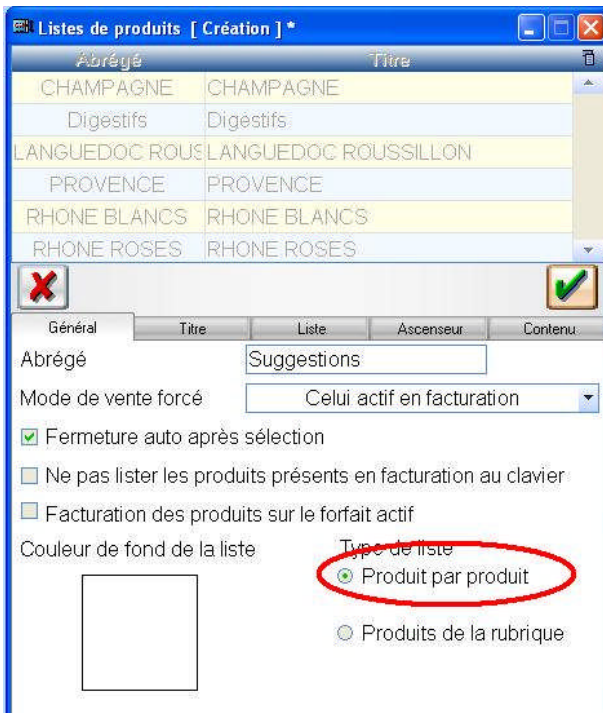 Listes de produits [ Création ] *
Abrégé Titre
CHAMPAGNE CHAMPAGNE
Digestifs Digestifs
LANGUEDOC ROUS LANGUEDOC ROUSSILLON
PROVENCE PROVENCE
RHONE BLANCS RHONE BLANCS
RHONE ROSES RHONE ROSES
Général Titre Liste Ascenseur Contenu
Abrégé Suggestions
Mode de vente forcé Celui actif en facturation
Fermeture auto après sélection
Ne pas lister les produits présents en facturation au clavier
Facturation des produits sur le forfait actif
Couleur de fond de la liste Type de liste
Produit par produit
Produits de la rubrique